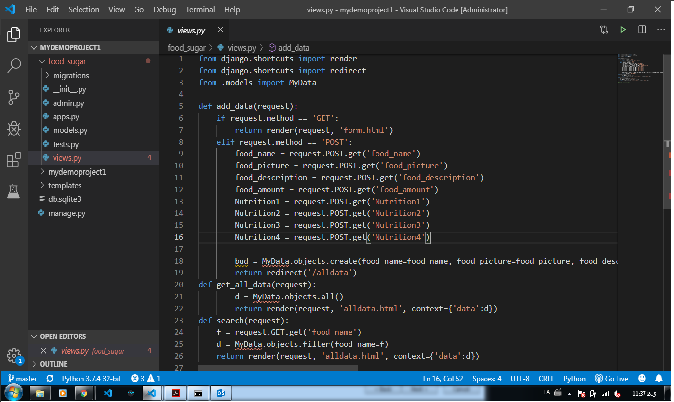 File Edit Selection View Go Debug Terminal Help
views.py - mydemoproject1 - Visual Studio Code [Administrator]
EXPLORER
MYDEMOPROJECT1
food_sugar
migrations
__init__.py
admin.py
apps.py
models.py
tests.py
views.py 4
mydemoproject1
templates
db.sqlite3
manage.py
OPEN EDITORS
views.py food_sugar 4
OUTLINE
views.py
food_sugar > views.py > add_data
1 from django.shortcuts import render
2 from django.shortcuts import redirect
3 from .models import MyData
4
5 def add_data(request):
6 if request.method == 'GET':
7 return render(request, 'form.html')
8 elif request.method == 'POST':
9 food_name = request.POST.get('food_name')
10 food_picture = request.POST.get('food_picture')
11 food_description = request.POST.get('food_description')
12 food_amount = request.POST.get('food_amount')
13 Nutrition1 = request.POST.get('Nutrition1')
14 Nutrition2 = request.POST.get('Nutrition2')
15 Nutrition3 = request.POST.get('Nutrition3')
16 Nutrition4 = request.POST.get('Nutrition4')
17
18 bud = MyData.objects.create(food_name=food_name, food_picture=food_picture, food_desc
19 return redirect('/alldata')
20 def get_all_data(request):
21 d = MyData.objects.all()
22 return render(request, 'alldata.html', context={'data':d})
23 def search(request):
24 f = request.GET.get('food_name')
25 d = MyData.objects.filter(food_name=f)
26 return render(request, 'alldata.html', context={'data':d})
27
1
master Python 3.7.4 32-bit 3 1 Ln 16, Col 52 Spaces: 4 UTF-8 CRLF Python Go Live
11:37